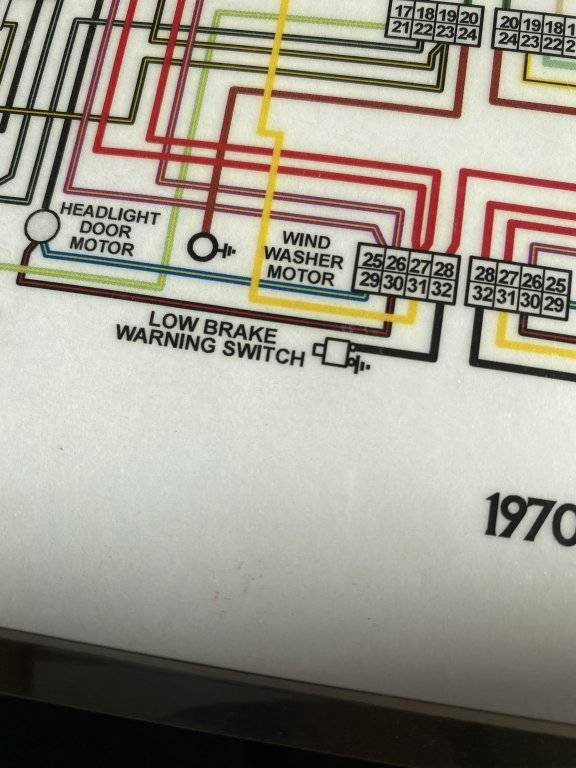 17 18 19 20
21 22 23 24
20 19 18
24 23 22
HEADLIGHT
DOOR
MOTOR
WIND
WASHER
MOTOR
25 26 27 28
29 30 31 32
28 27 26 25
32 31 30 29
LOW BRAKE
WARNING SWITCH
1970